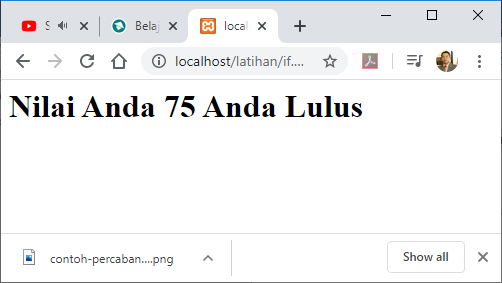 S
Belaj
local
localhost/latihan/if....
Nilai Anda 75 Anda Lulus
contoh-percaban....png
Show all